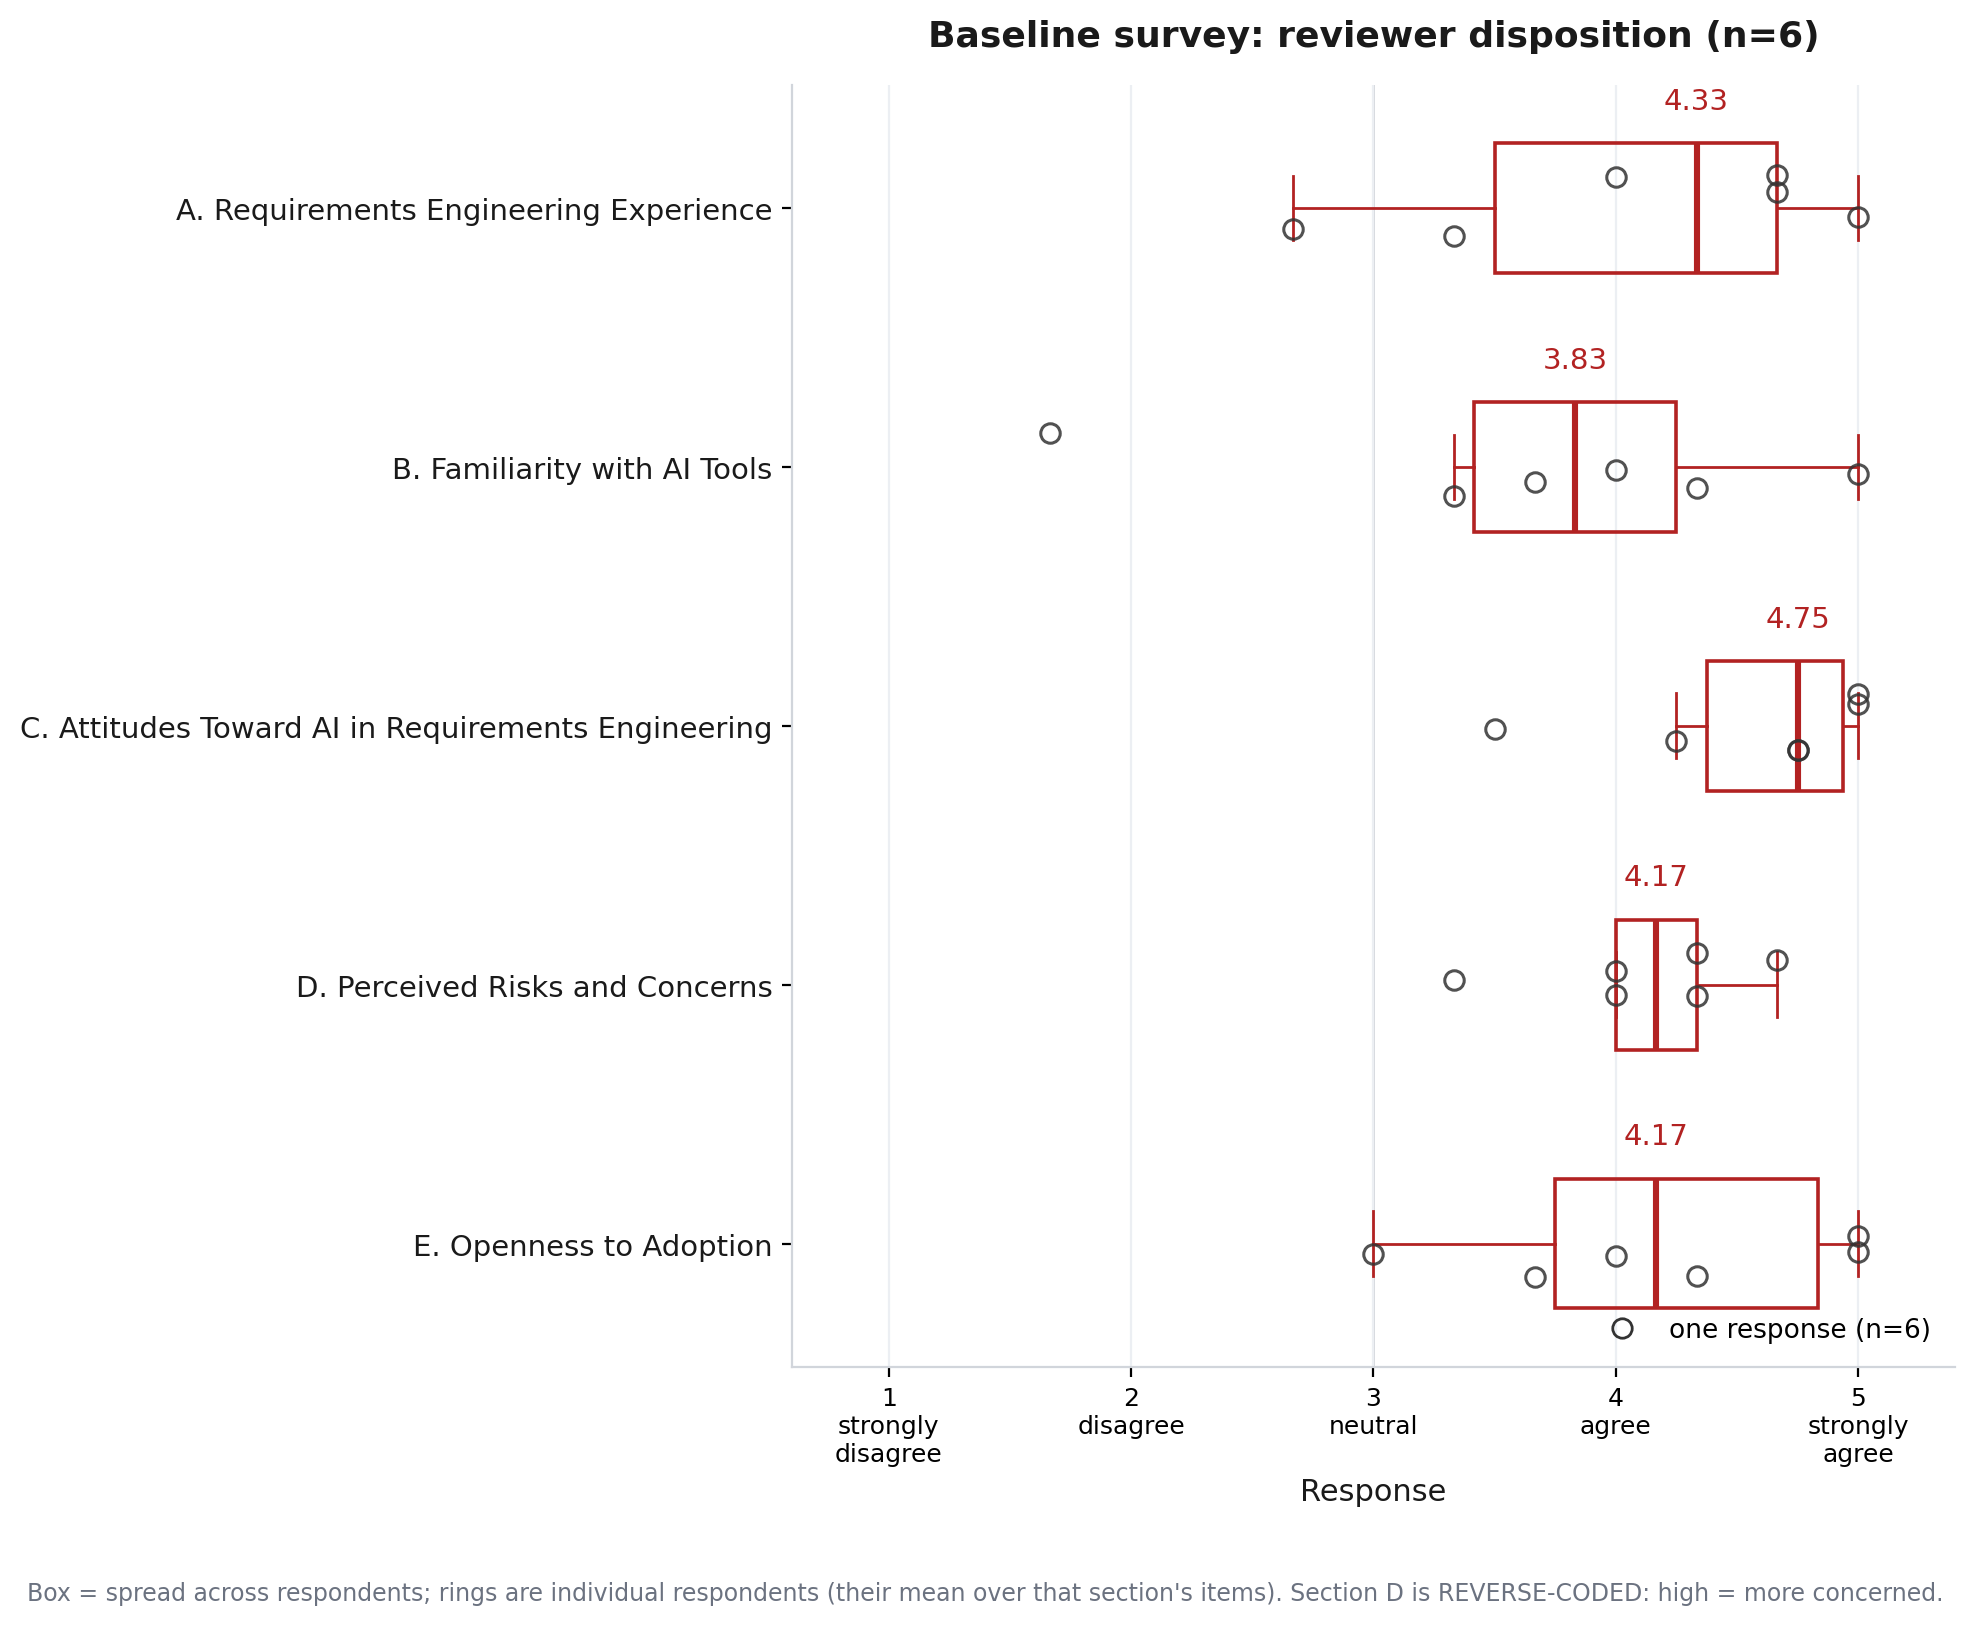 Baseline survey: reviewer disposition (n=6)
4.33
A. Requirements Engineering Experience
3.83
B. Familiarity with AI Tools
4.75
C. Attitudes Toward AI in Requirements Engineering
4.17
D. Perceived Risks and Concerns
4.17
E. Openness to Adoption
one response (n=6)
1 2 3 4 5
strongly disagree neutral agree strongly
disagree agree
Response
Box = spread across respondents; rings are individual respondents (their mean over that section's items). Section D is REVERSE-CODED: high = more concerned.